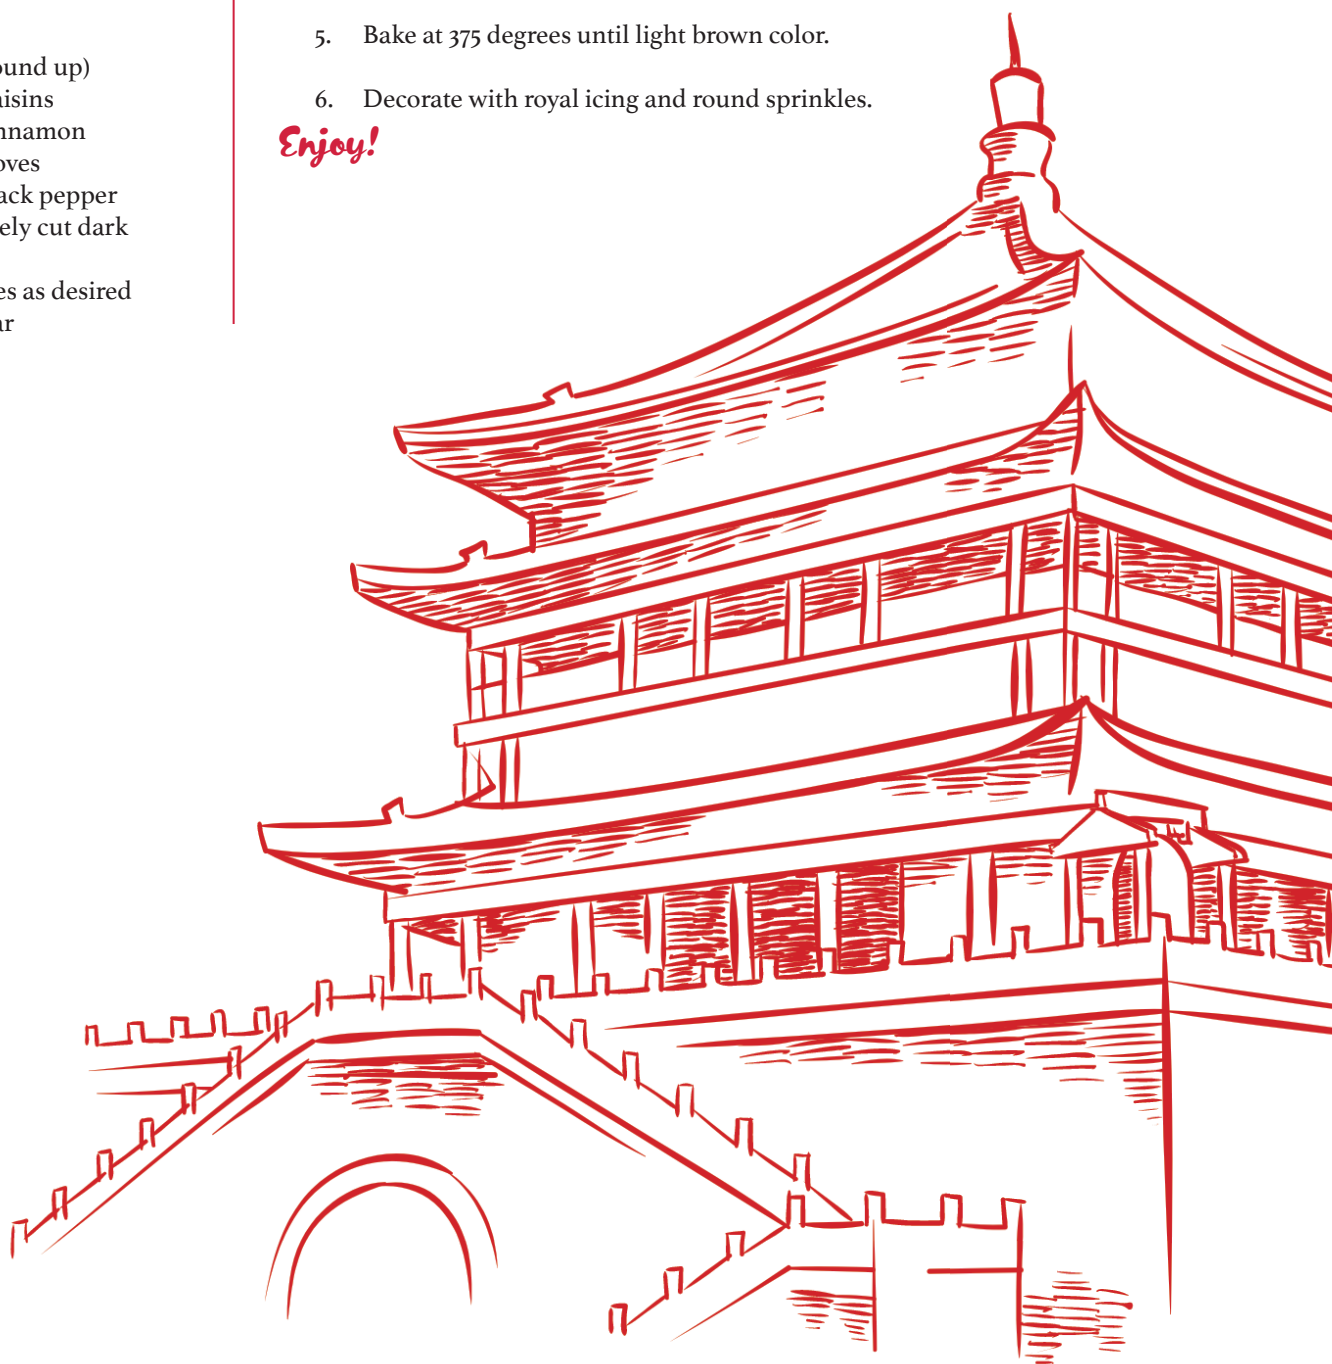 ound up)
aisins
nnamon
oves
ack pepper
ely cut dark
es as desired
ar
5. Bake at 375 degrees until light brown color.
6. Decorate with royal icing and round sprinkles.
Enjoy!